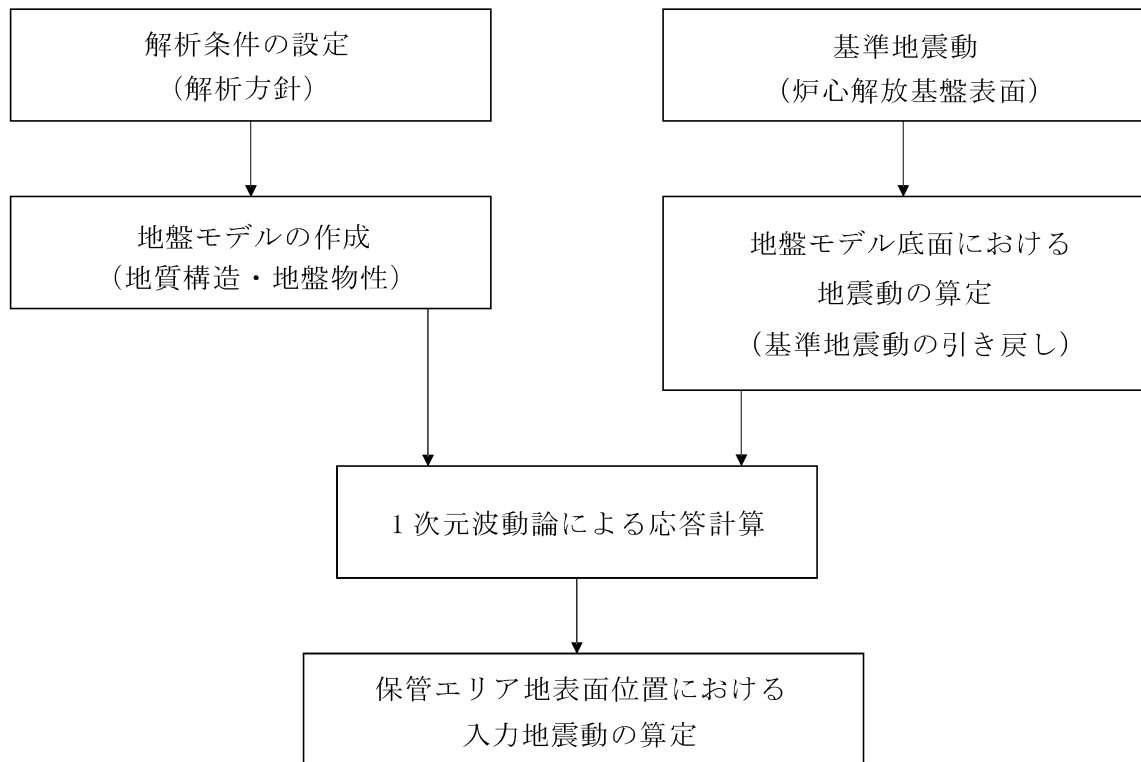 解析条件の設定
（解析方針）
基準地震動
（炉心解放基盤表面）
地盤モデルの作成
（地質構造・地盤物性）
地盤モデル底面における
地震動の算定
（基準地震動の引き戻し）
1次元波動論による応答計算
保管エリア地表面位置における
入力地震動の算定